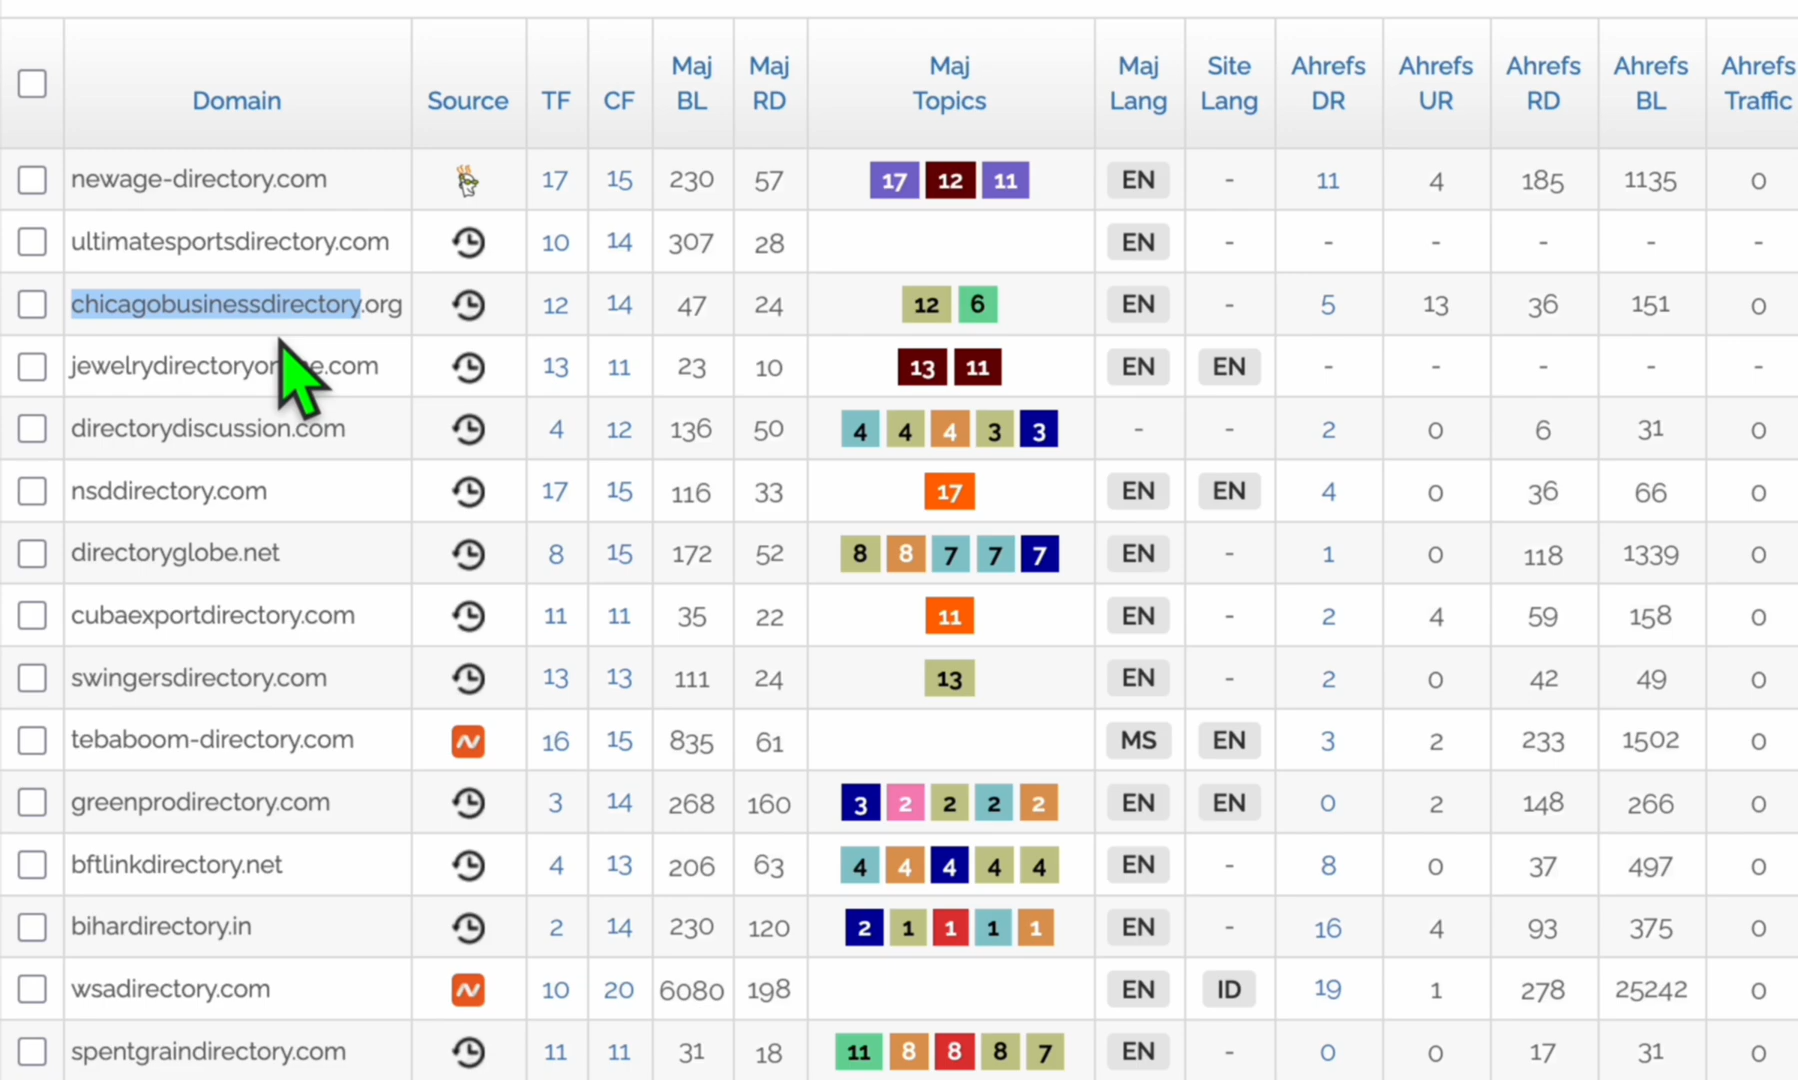 Domain Source TF CF Maj BL Maj RD Maj Topics Maj Lang Site Lang Ahrefs DR Ahrefs UR Ahrefs RD Ahrefs BL Ahrefs Traffic
newage-directory.com 17 15 230 57 17 12 11 EN - 11 4 185 1135 0
ultimatesportsdirectory.com 10 14 307 28 EN - - - - - -
chicagobusinessdirectory.org 12 14 47 24 12 6 EN - 5 13 36 151 0
.com 13 11 23 10 13 11 EN EN - - - - -
directorydiscussion.com 4 12 136 50 4 4 4 3 3 - - 2 0 6 31 0
nsddirectory.com 17 15 116 33 17 EN EN 4 0 36 66 0
directoryglobe.net 8 15 172 52 8 8 7 7 7 EN - 1 0 118 1339 0
cubaexportdirectory.com 11 11 35 22 11 EN - 2 4 59 158 0
swingersdirectory.com 13 13 111 24 13 EN - 2 0 42 49 0
tebaboom-directory.com 16 15 835 61 MS EN 3 2 233 1502 0
greenprodirectory.com 3 14 268 160 3 2 2 2 2 EN EN 0 2 148 266 0
bftlinkdirectory.net 4 13 206 63 4 4 4 4 4 EN - 8 0 37 497 0
bihardirectory.in 2 14 230 120 2 1 1 1 1 EN - 16 4 93 375 0
wsadirectory.com 10 20 6080 198 EN ID 19 1 278 25242 0
spentgraindirectory.com 11 11 31 18 11 8 8 8 7 EN - 0 0 17 31 0